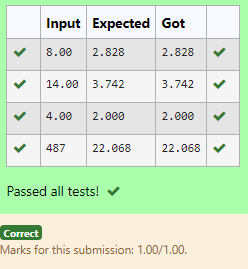 Input Expected Got
8.00 2.828 2.828
14.00 3.742 3.742
4.00 2.000 2.000
487 22.068 22.068
Passed all tests!
Correct
Marks for this submission: 1.00/1.00.